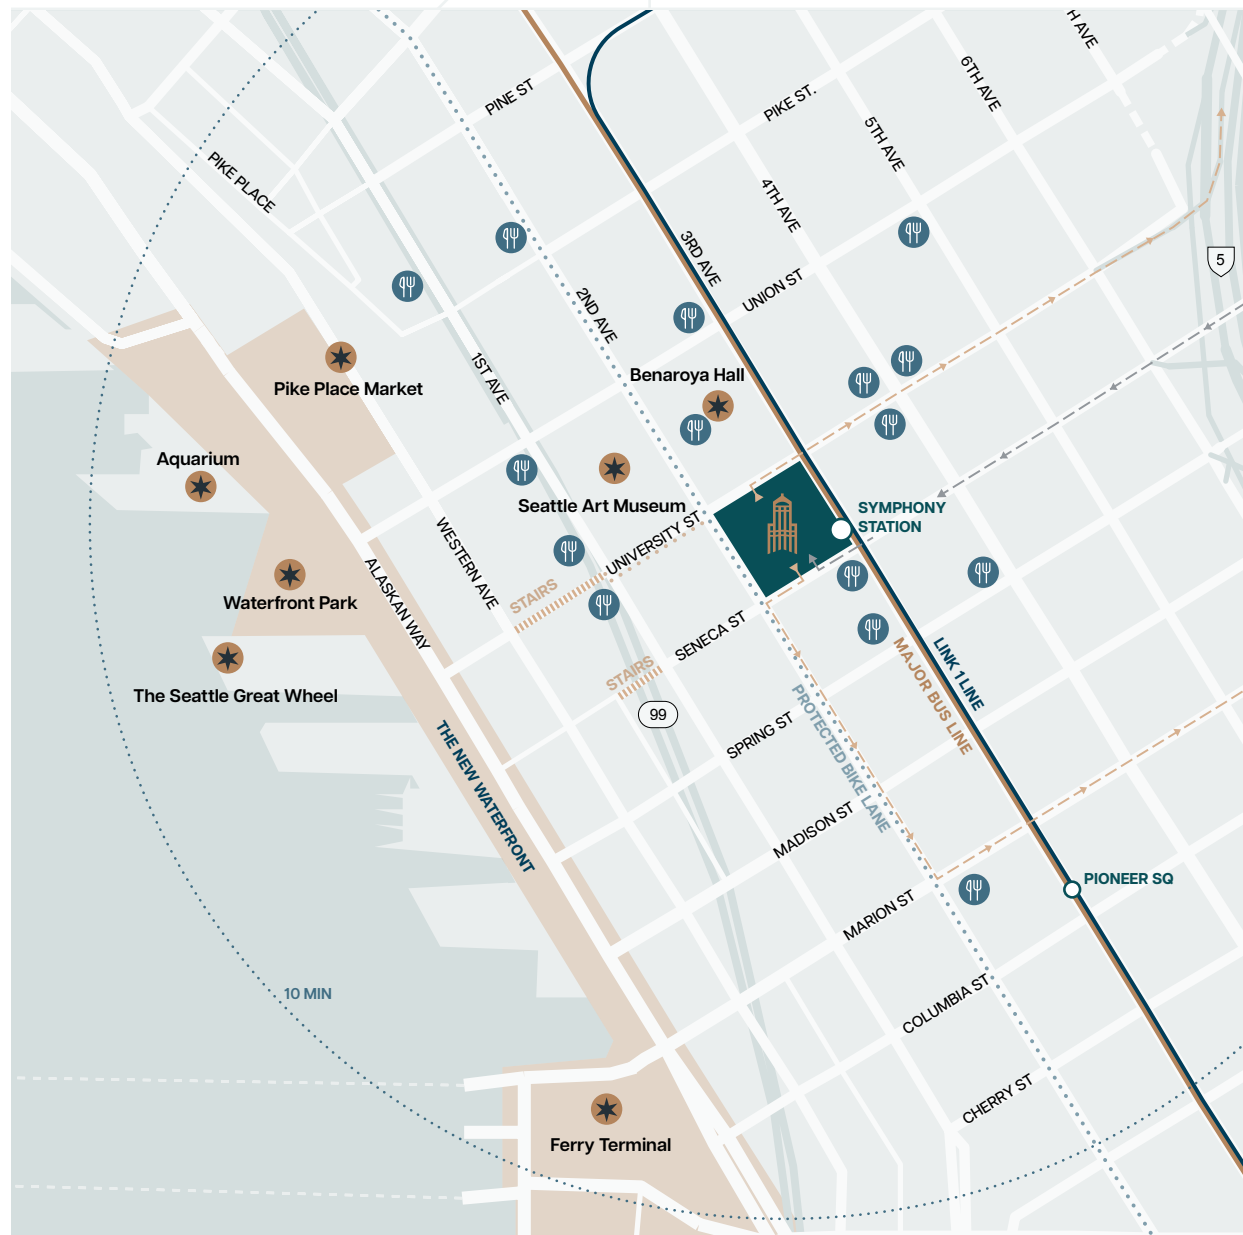 H AVE
6TH AVE
PINE ST
PIKE ST.
5TH AVE
PIKE PLACE
4TH AVE
3RD AVE
5
UNION ST
2ND AVE
1ST AVE
Benaroya Hall
Pike Place Market
Aquarium
Seattle Art Museum
SYMPHONY
STATION
UNIVERSITY ST
WESTERN AVE
ALASKAN WAY
STAIRS
Waterfront Park
SENECA ST
STAIRS
The Seattle Great Wheel
99
LINK 1 LINE
MAJOR BUS LINE
SPRING ST
PROTECTED BIKE LANE
THE NEW WATERFRONT
MADISON ST
PIONEER SQ
MARION ST
10 MIN
COLUMBIA ST
CHERRY ST
Ferry Terminal